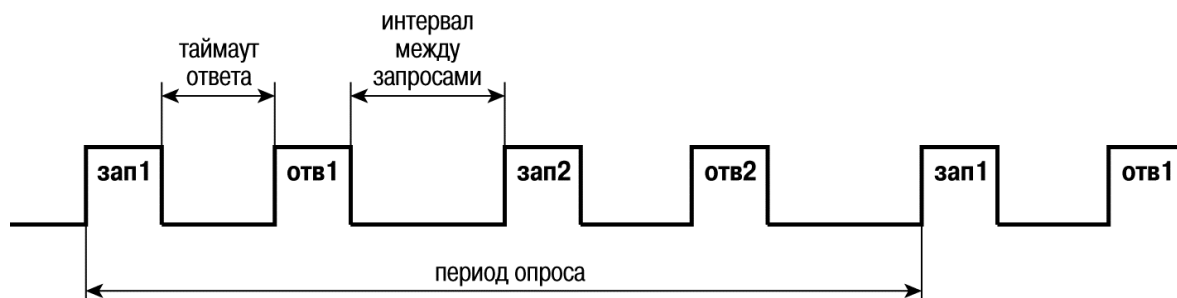 таймаут
ответа
интервал
между
запросами
зап1
отв1
зап2
отв2
зап1
отв1
период опроса